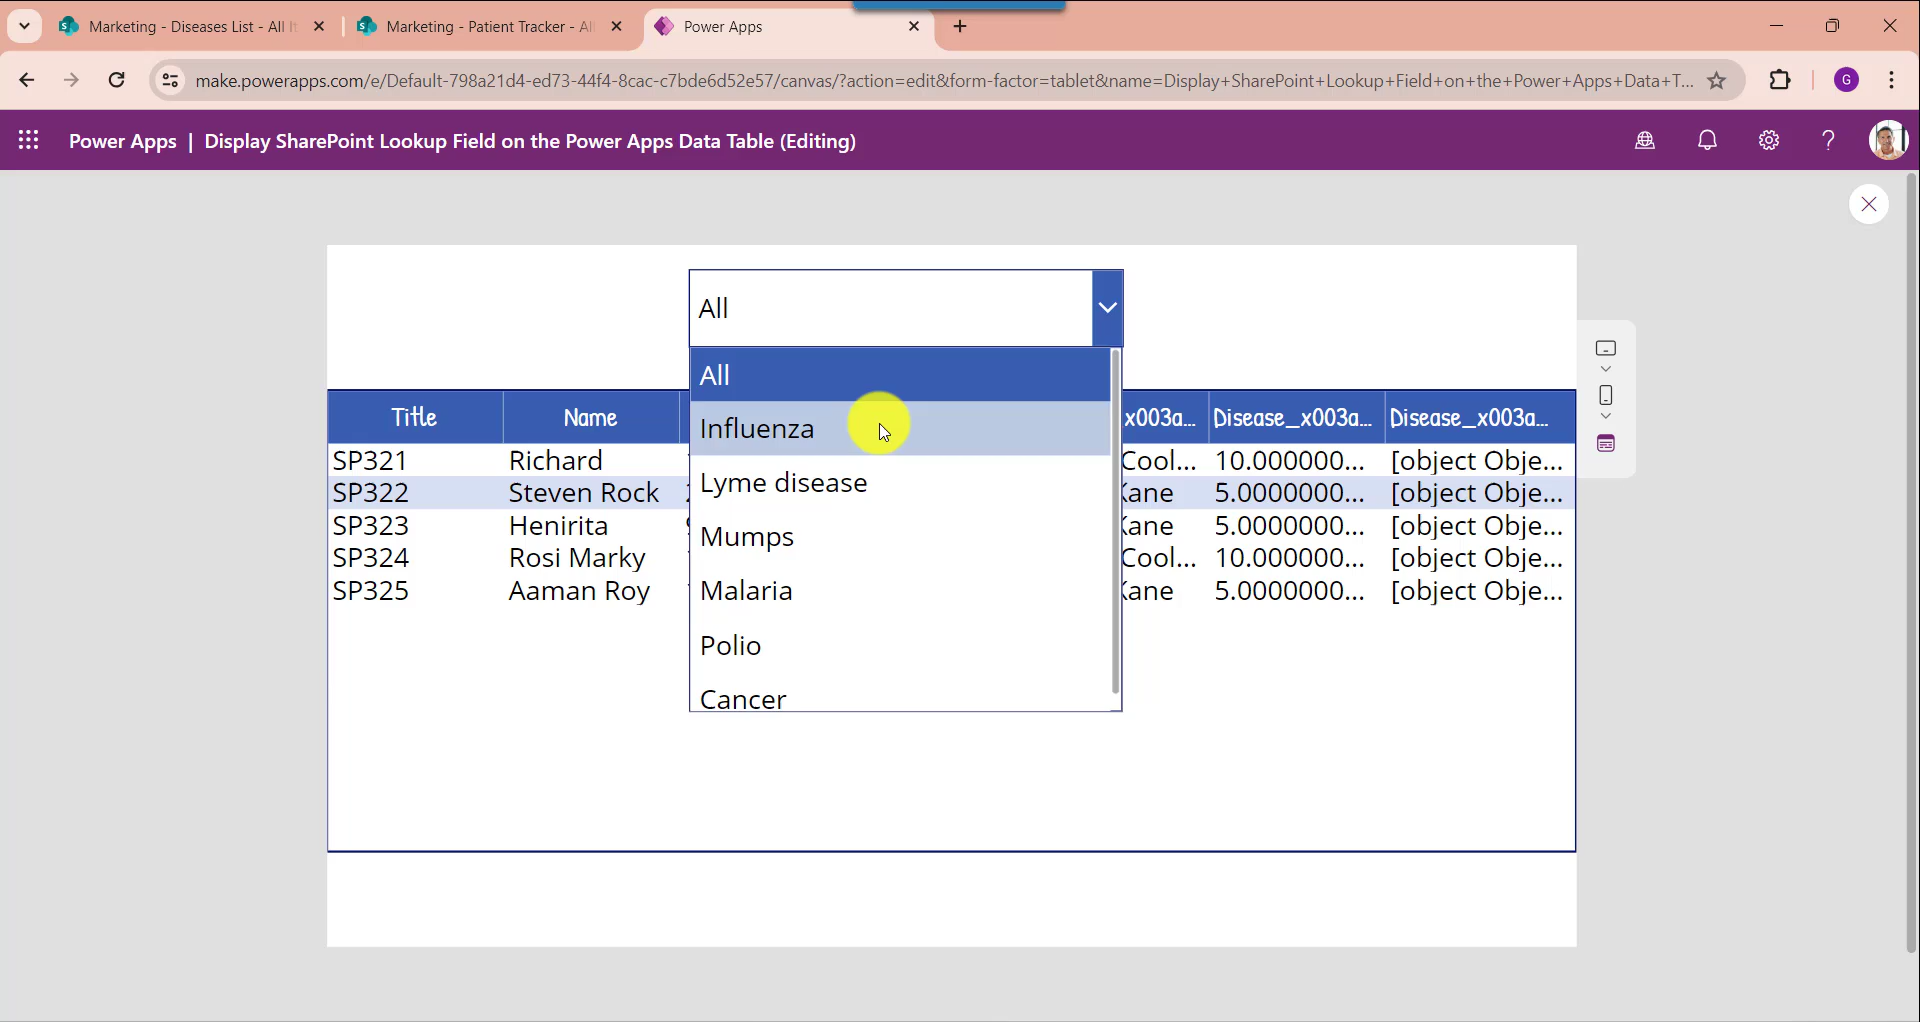 Marketing - Diseases List - All It
Marketing - Patient Tracker - All
Power Apps
make.powerapps.com/e/Default-798a21d4-ed73-44f4-8cac-c7bde6d52e57/canvas/?action=edit&form-factor=tablet&name=Display+SharePoint+Lookup+Field+on+the+Power+Apps+Data+T...
G
Power Apps | Display SharePoint Lookup Field on the Power Apps Data Table (Editing)
All
All
Influenza
Lyme disease
Mumps
Malaria
Polio
Cancer
Title Name x003a... Disease_x003a... Disease_x003a...
SP321 Richard Cool... 10.000000... [object Obje...
SP322 Steven Rock Kane 5.0000000... [object Obje...
SP323 Henirita Kane 5.0000000... [object Obje...
SP324 Rosi Marky Cool... 10.000000... [object Obje...
SP325 Aaman Roy Kane 5.0000000... [object Obje...